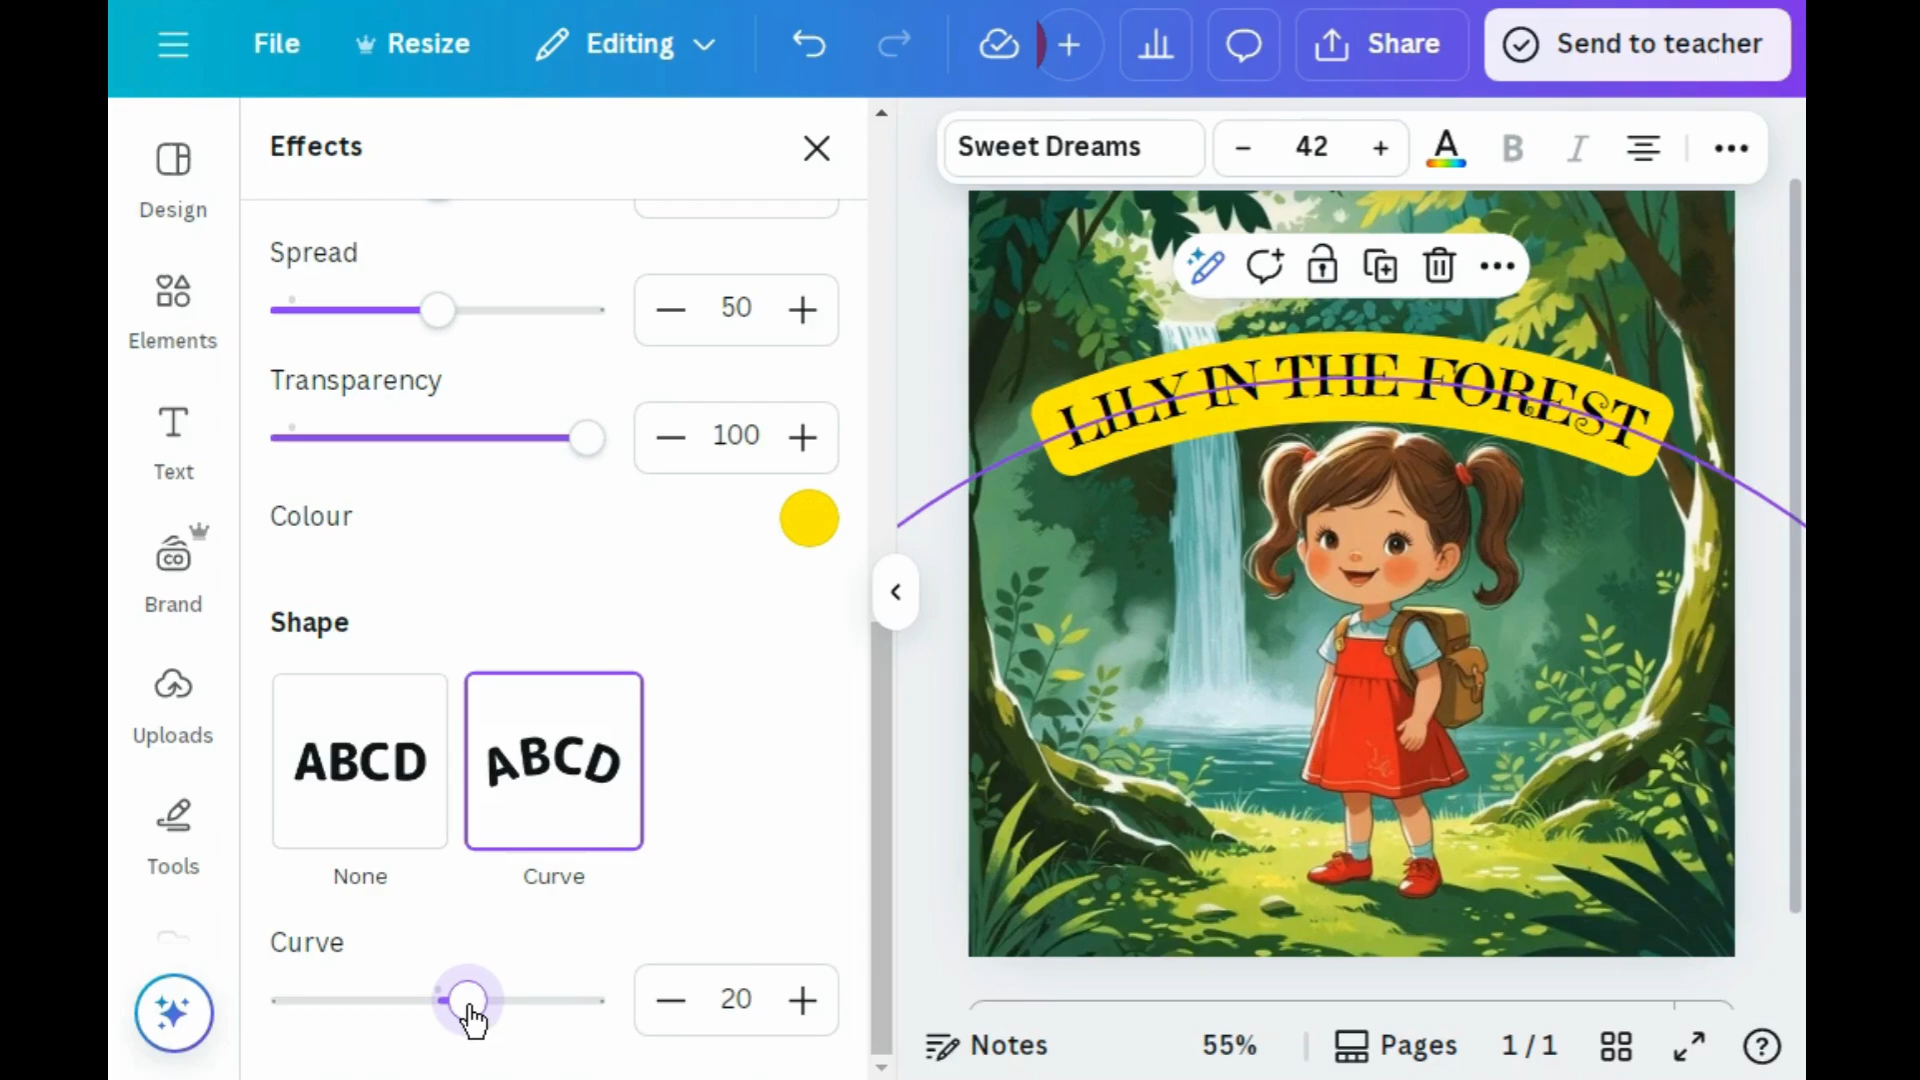 File Resize Editing Share Send to teacher
Effects
Sweet Dreams 42 A B I
Design
Elements
Text
Brand
Uploads
Tools
Spread
50
Transparency
100
Colour
Shape
ABCD ABCD
None Curve
Curve
20
LILY IN THE FOREST
Notes 55% Pages 1 / 1